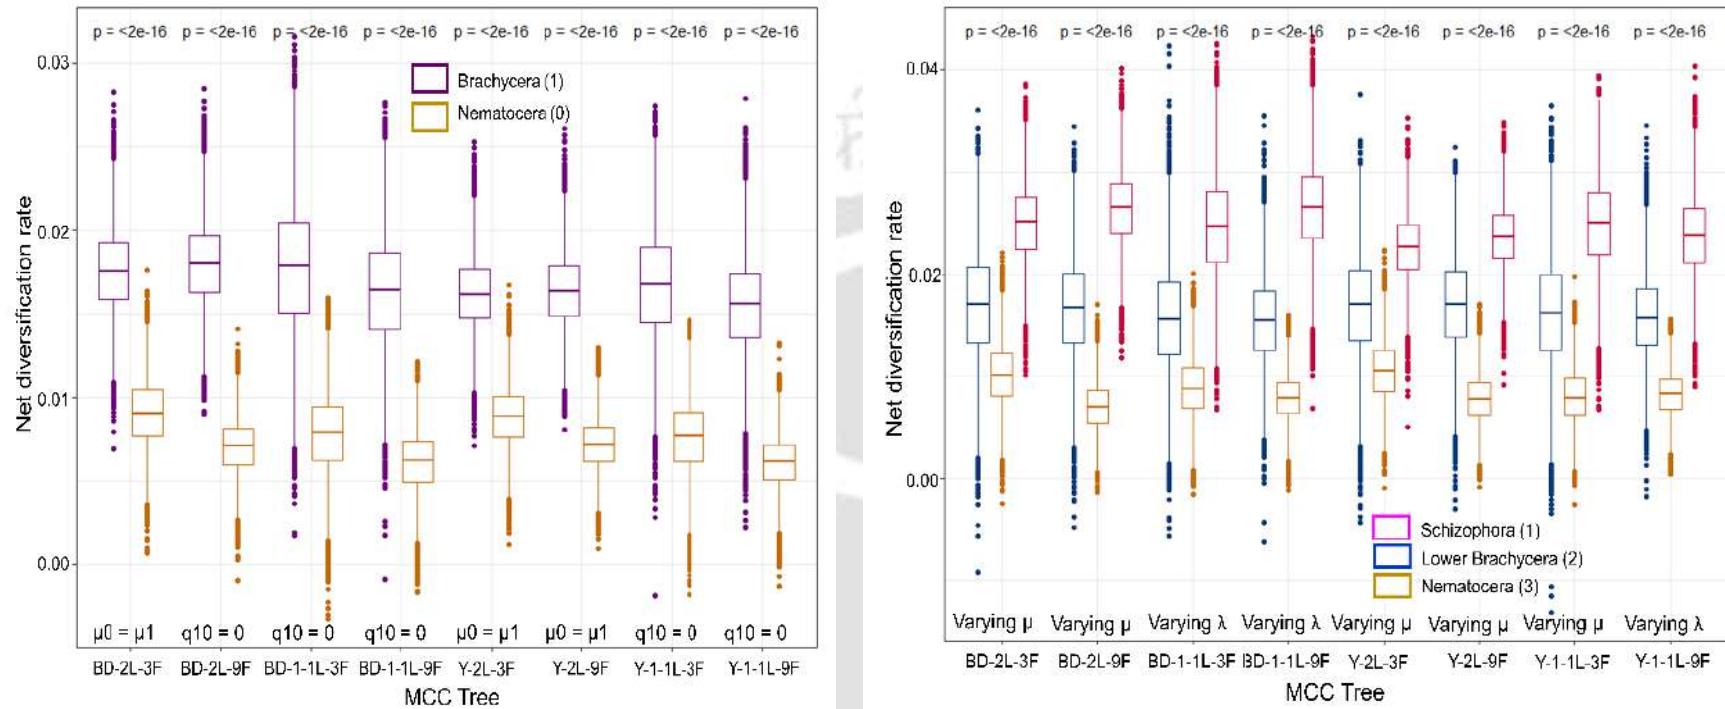 p = <2e-16 p = <2e-16 p = <2e-16 p = <2e-16 p = <2e-16 p = <2e-16 p = <2e-16 p = <2e-16
0.03
Brachycera (1)
Nematocera (0)
0.02
0.01
0.00
Net diversification rate
μ0 = μ1 q10 = 0 q10 = 0 q10 = 0 μ0 = μ1 μ0 = μ1 q10 = 0 q10 = 0
BD-2L-3F BD-2L-9F BD-1-1L-3F BD-1-1L-9F Y-2L-3F Y-2L-9F Y-1-1L-3F Y-1-1L-9F
MCC Tree
p = <2e-16 p = <2e-16 p = <2e-16 p = <2e-16 p = <2e-16 p = <2e-16 p = <2e-16 p = <2e-16
0.04
0.02
0.00
Net diversification rate
Schizophora (1)
Lower Brachycera (2)
Nematocera (3)
Varying μ Varying μ Varying λ Varying λ Varying μ Varying μ Varying μ Varying λ
BD-2L-3F BD-2L-9F BD-1-1L-3F BD-1-1L-9F Y-2L-3F Y-2L-9F Y-1-1L-3F Y-1-1L-9F
MCC Tree